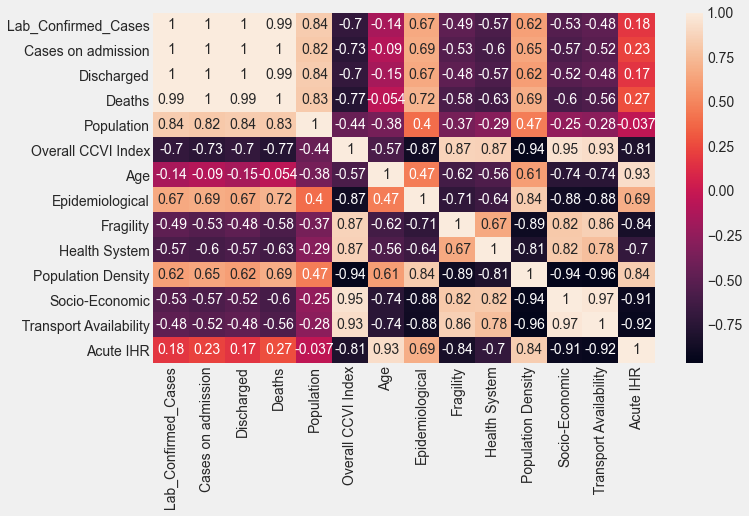 Lab_Confirmed_Cases 1 1 1 0.99 0.84 -0.7 -0.14 0.67 -0.49 -0.57 0.62 -0.53 -0.48 0.18
Cases on admission 1 1 1 1 0.82 -0.73 -0.09 0.69 -0.53 -0.6 0.65 -0.57 -0.52 0.23
Discharged 1 1 1 0.99 0.84 -0.7 -0.15 0.67 -0.48 -0.57 0.62 -0.52 -0.48 0.17
Deaths 0.99 1 0.99 1 0.83 -0.77 -0.054 0.72 -0.58 -0.63 0.69 -0.6 -0.56 0.27
Population 0.84 0.82 0.84 0.83 1 -0.44 -0.38 0.4 -0.37 -0.29 0.47 -0.25 -0.28 -0.037
Overall CCVI Index -0.7 -0.73 -0.7 -0.77 -0.44 1 -0.57 -0.87 0.87 0.87 -0.94 0.95 0.93 -0.81
Age -0.14 -0.09 -0.15 -0.054 -0.38 -0.57 1 0.47 -0.62 -0.56 0.61 -0.74 -0.74 0.93
Epidemiological 0.67 0.69 0.67 0.72 0.4 -0.87 0.47 1 -0.71 -0.64 0.84 -0.88 -0.88 0.69
Fragility -0.49 -0.53 -0.48 -0.58 -0.37 0.87 -0.62 -0.71 1 0.67 -0.89 0.82 0.86 -0.84
Health System -0.57 -0.6 -0.57 -0.63 -0.29 0.87 -0.56 -0.64 0.67 1 -0.81 0.82 0.78 -0.7
Population Density 0.62 0.65 0.62 0.69 0.47 -0.94 0.61 0.84 -0.89 -0.81 1 -0.94 -0.96 0.84
Socio-Economic -0.53 -0.57 -0.52 -0.6 -0.25 0.95 -0.74 -0.88 0.82 0.82 -0.94 1 0.97 -0.91
Transport Availability -0.48 -0.52 -0.48 -0.56 -0.28 0.93 -0.74 -0.88 0.86 0.78 -0.96 0.97 1 -0.92
Acute IHR 0.18 0.23 0.17 0.27 -0.037 -0.81 0.93 0.69 -0.84 -0.7 0.84 -0.91 -0.92 1
Lab_Confirmed_Cases
Cases on admission
Discharged
Deaths
Population
Overall CCVI Index
Age
Epidemiological
Fragility
Health System
Population Density
Socio-Economic
Transport Availability
Acute IHR
1.00
0.75
0.50
0.25
0.00
-0.25
-0.50
-0.75